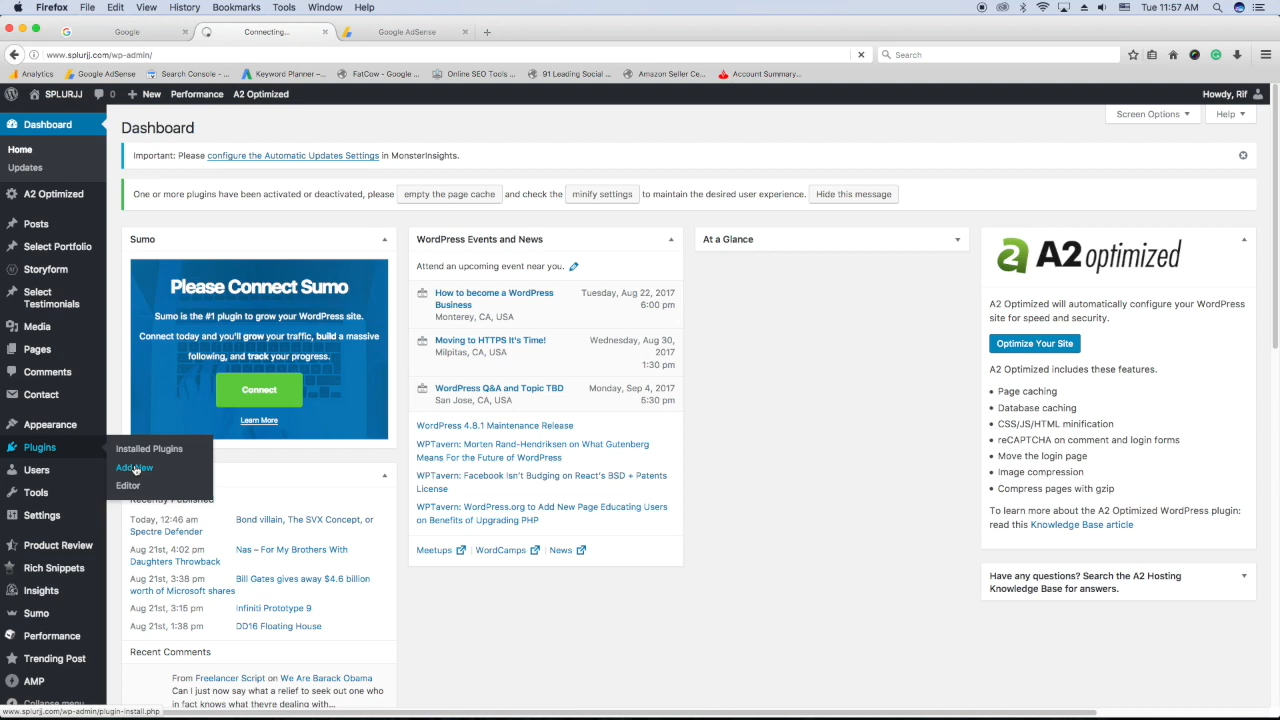 Firefox File Edit View History Bookmarks Tools Window Help
Tue 11:57 AM
Google
Connecting...
Google AdSense
www.splurjj.com/wp-admin/
Search
Analytics
Google AdSense
Search Console - ...
Keyword Planner –...
FatCow - Google ...
Online SEO Tools ...
91 Leading Social ...
Amazon Seller Ce...
Account Summary...
SPLURJJ
0
New
Performance
A2 Optimized
Howdy, Rif
Dashboard
Home
Updates
A2 Optimized
Posts
Select Portfolio
Storyform
Select
Testimonials
Media
Pages
Comments
Contact
Appearance
Plugins
Users
Tools
Settings
Product Review
Rich Snippets
Insights
Sumo
Performance
Trending Post
AMP
Collapse menu
Installed Plugins
Add New
Editor
Dashboard
Screen Options
Help
Important: Please configure the Automatic Updates Settings in MonsterInsights.
One or more plugins have been activated or deactivated, please empty the page cache and check the minify settings to maintain the desired user experience. Hide this message
Sumo
Please Connect Sumo
Sumo is the #1 plugin to grow your WordPress site.
Connect today and you'll grow your traffic, build a massive
following, and track your progress.
Connect
Learn More
Recently Published
Today, 12:46 am Bond villain, The SVX Concept, or
Spectre Defender
Aug 21st, 4:02 pm Nas – For My Brothers With
Daughters Throwback
Aug 21st, 3:38 pm Bill Gates gives away $4.6 billion
worth of Microsoft shares
Aug 21st, 3:15 pm Infiniti Prototype 9
Aug 21st, 1:38 pm DD16 Floating House
Recent Comments
From Freelancer Script on We Are Barack Obama
Can I just now say what a relief to seek out one who
in fact knows what theyre dealing with...
WordPress Events and News
Attend an upcoming event near you.
How to become a WordPress Tuesday, Aug 22, 2017
Business 6:00 pm
Monterey, CA, USA
Moving to HTTPS It's Time! Wednesday, Aug 30,
Milpitas, CA, USA 2017
1:30 pm
WordPress Q&A and Topic TBD Monday, Sep 4, 2017
San Jose, CA, USA 5:30 pm
WordPress 4.8.1 Maintenance Release
WPTavern: Morten Rand-Hendriksen on What Gutenberg
Means For the Future of WordPress
WPTavern: Facebook Isn't Budging on React's BSD + Patents
License
WPTavern: WordPress.org to Add New Page Educating Users
on Benefits of Upgrading PHP
Meetups | WordCamps | News
At a Glance
A2 optimized
A2 Optimized will automatically configure your WordPress
site for speed and security.
Optimize Your Site
A2 Optimized includes these features.
Page caching
Database caching
CSS/JS/HTML minification
reCAPTCHA on comment and login forms
Move the login page
Image compression
Compress pages with gzip
To learn more about the A2 Optimized WordPress plugin:
read this Knowledge Base article
Have any questions? Search the A2 Hosting
Knowledge Base for answers.
www.splurjj.com/wp-admin/plugin-install.php